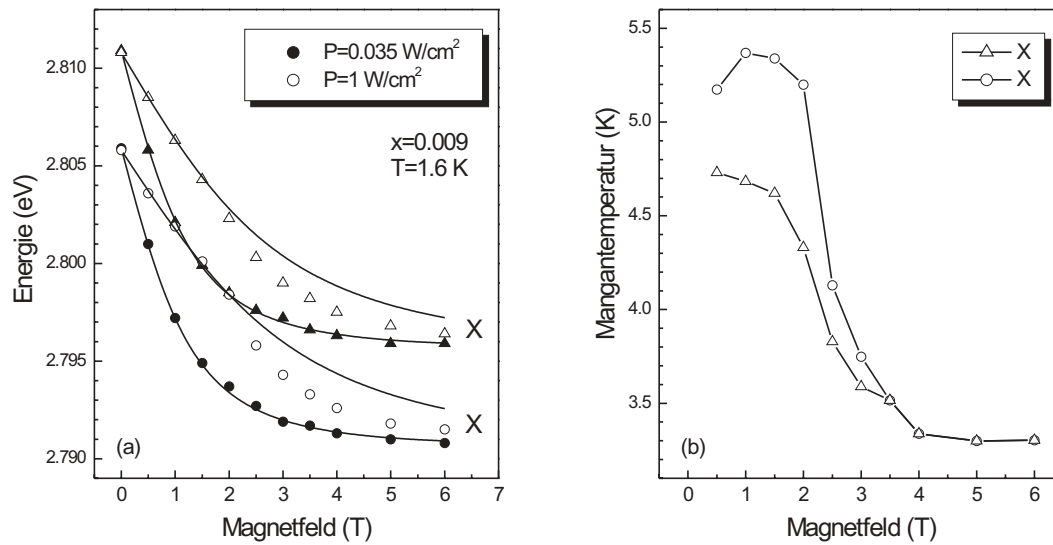 P=0.035 W/cm²
P=1 W/cm²
x=0.009
T=1.6 K
X
X
(a)
2.810
2.805
2.800
2.795
2.790
Energie (eV)
0 1 2 3 4 5 6 7
Magnetfeld (T)
X
X
(b)
5.5
5.0
4.5
4.0
3.5
Mangantemperatur (K)
0 1 2 3 4 5 6
Magnetfeld (T)